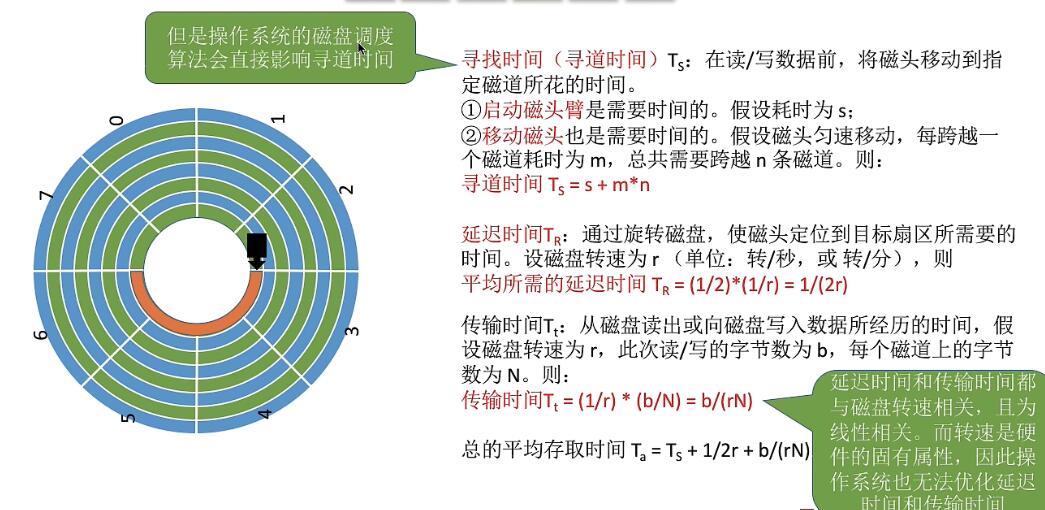 但是操作系统的磁盘调度
算法会直接影响寻道时间
寻找时间（寻道时间）TS：在读/写数据前，将磁头移动到指
定磁道所花的时间。
①启动磁头臂是需要时间的。假设耗时为 s；
②移动磁头也是需要时间的。假设磁头匀速移动，每跨越一
个磁道耗时为 m，总共需要跨越 n 条磁道。则：
寻道时间 TS = s + m*n
延迟时间TR：通过旋转磁盘，使磁头定位到目标扇区所需要的
时间。设磁盘转速为 r （单位：转/秒，或 转/分），则
平均所需的延迟时间 TR = (1/2)*(1/r) = 1/(2r)
传输时间Tt：从磁盘读出或向磁盘写入数据所经历的时间，假
设磁盘转速为 r，此次读/写的字节数为 b，每个磁道上的字节
数为 N。则：
传输时间Tt = (1/r) * (b/N) = b/(rN)
总的平均存取时间 Ta = TS + 1/2r + b/(rN)
延迟时间和传输时间都
与磁盘转速相关，且为
线性相关。而转速是硬
件的固有属性，因此操
作系统也无法优化延迟
时间和传输时间
0
1
2
3
4
5
6
7